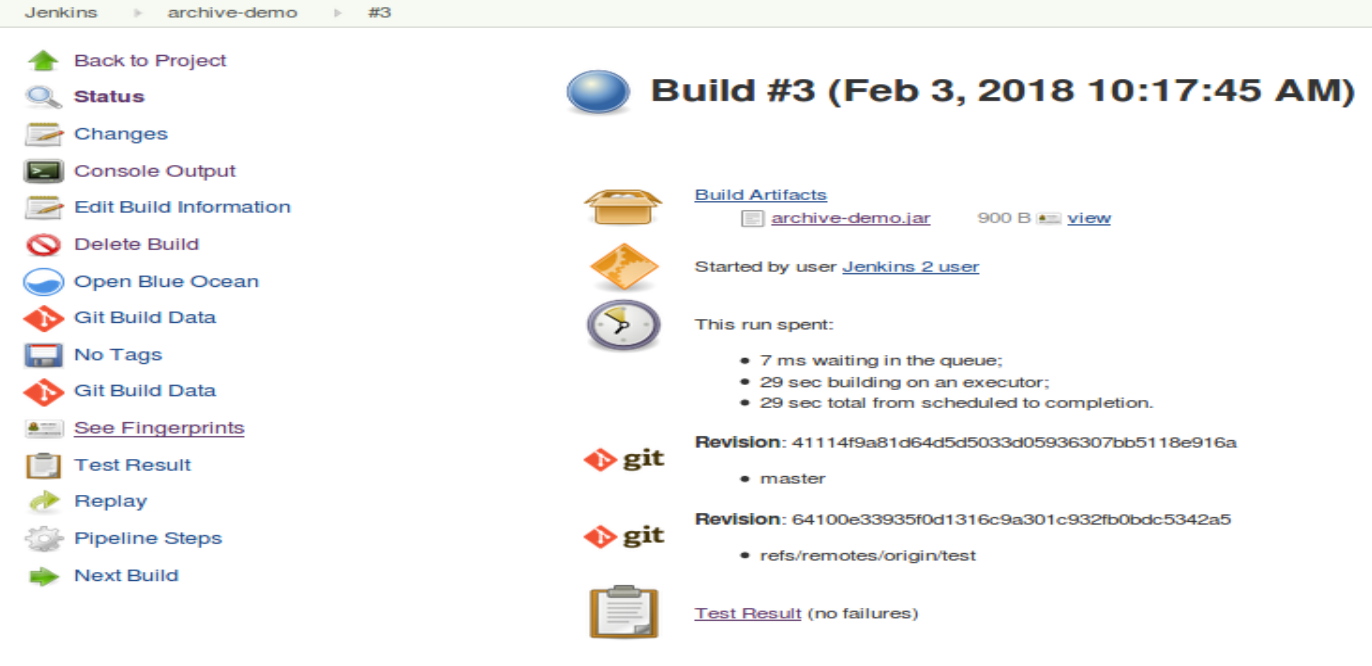 Jenkins archive-demo #3
Back to Project
Status
Changes
Console Output
Edit Build Information
Delete Build
Open Blue Ocean
Git Build Data
No Tags
Git Build Data
See Fingerprints
Test Result
Replay
Pipeline Steps
Next Build
Build #3 (Feb 3, 2018 10:17:45 AM)
Build Artifacts
archive-demo.jar 900 B view
Started by user Jenkins 2 user
This run spent:
• 7 ms waiting in the queue;
• 29 sec building on an executor;
• 29 sec total from scheduled to completion.
git
Revision: 41114f9a81d64d5d5033d05936307bb5118e916a
• master
git
Revision: 64100e33935f0d1316c9a301c932fb0bdc5342a5
• refs/remotes/origin/test
Test Result (no failures)